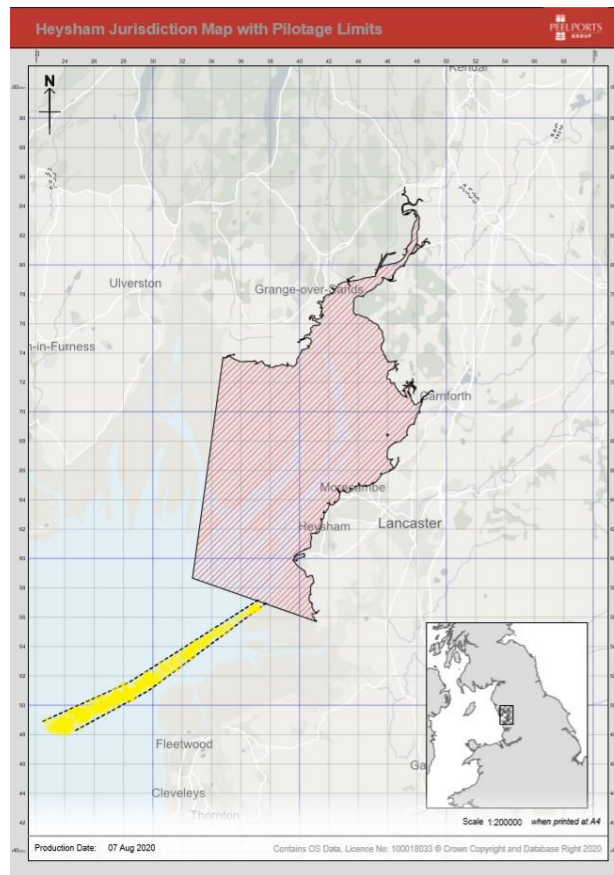 Heysham Jurisdiction Map with Pilotage Limits
PEEL PORTS
GROUP
Kendal
N
Ulverston
Grange-over-Sands
n-in-Furness
Carnforth
Morecambe
Heysham
Lancaster
Fleetwood
Ga
Cleveleys
Thornton
Scale 1:200000 when printed at A4
Production Date: 07 Aug 2020
Contains OS Data, Licence No: 100018033 © Crown Copyright and Database Right 2020